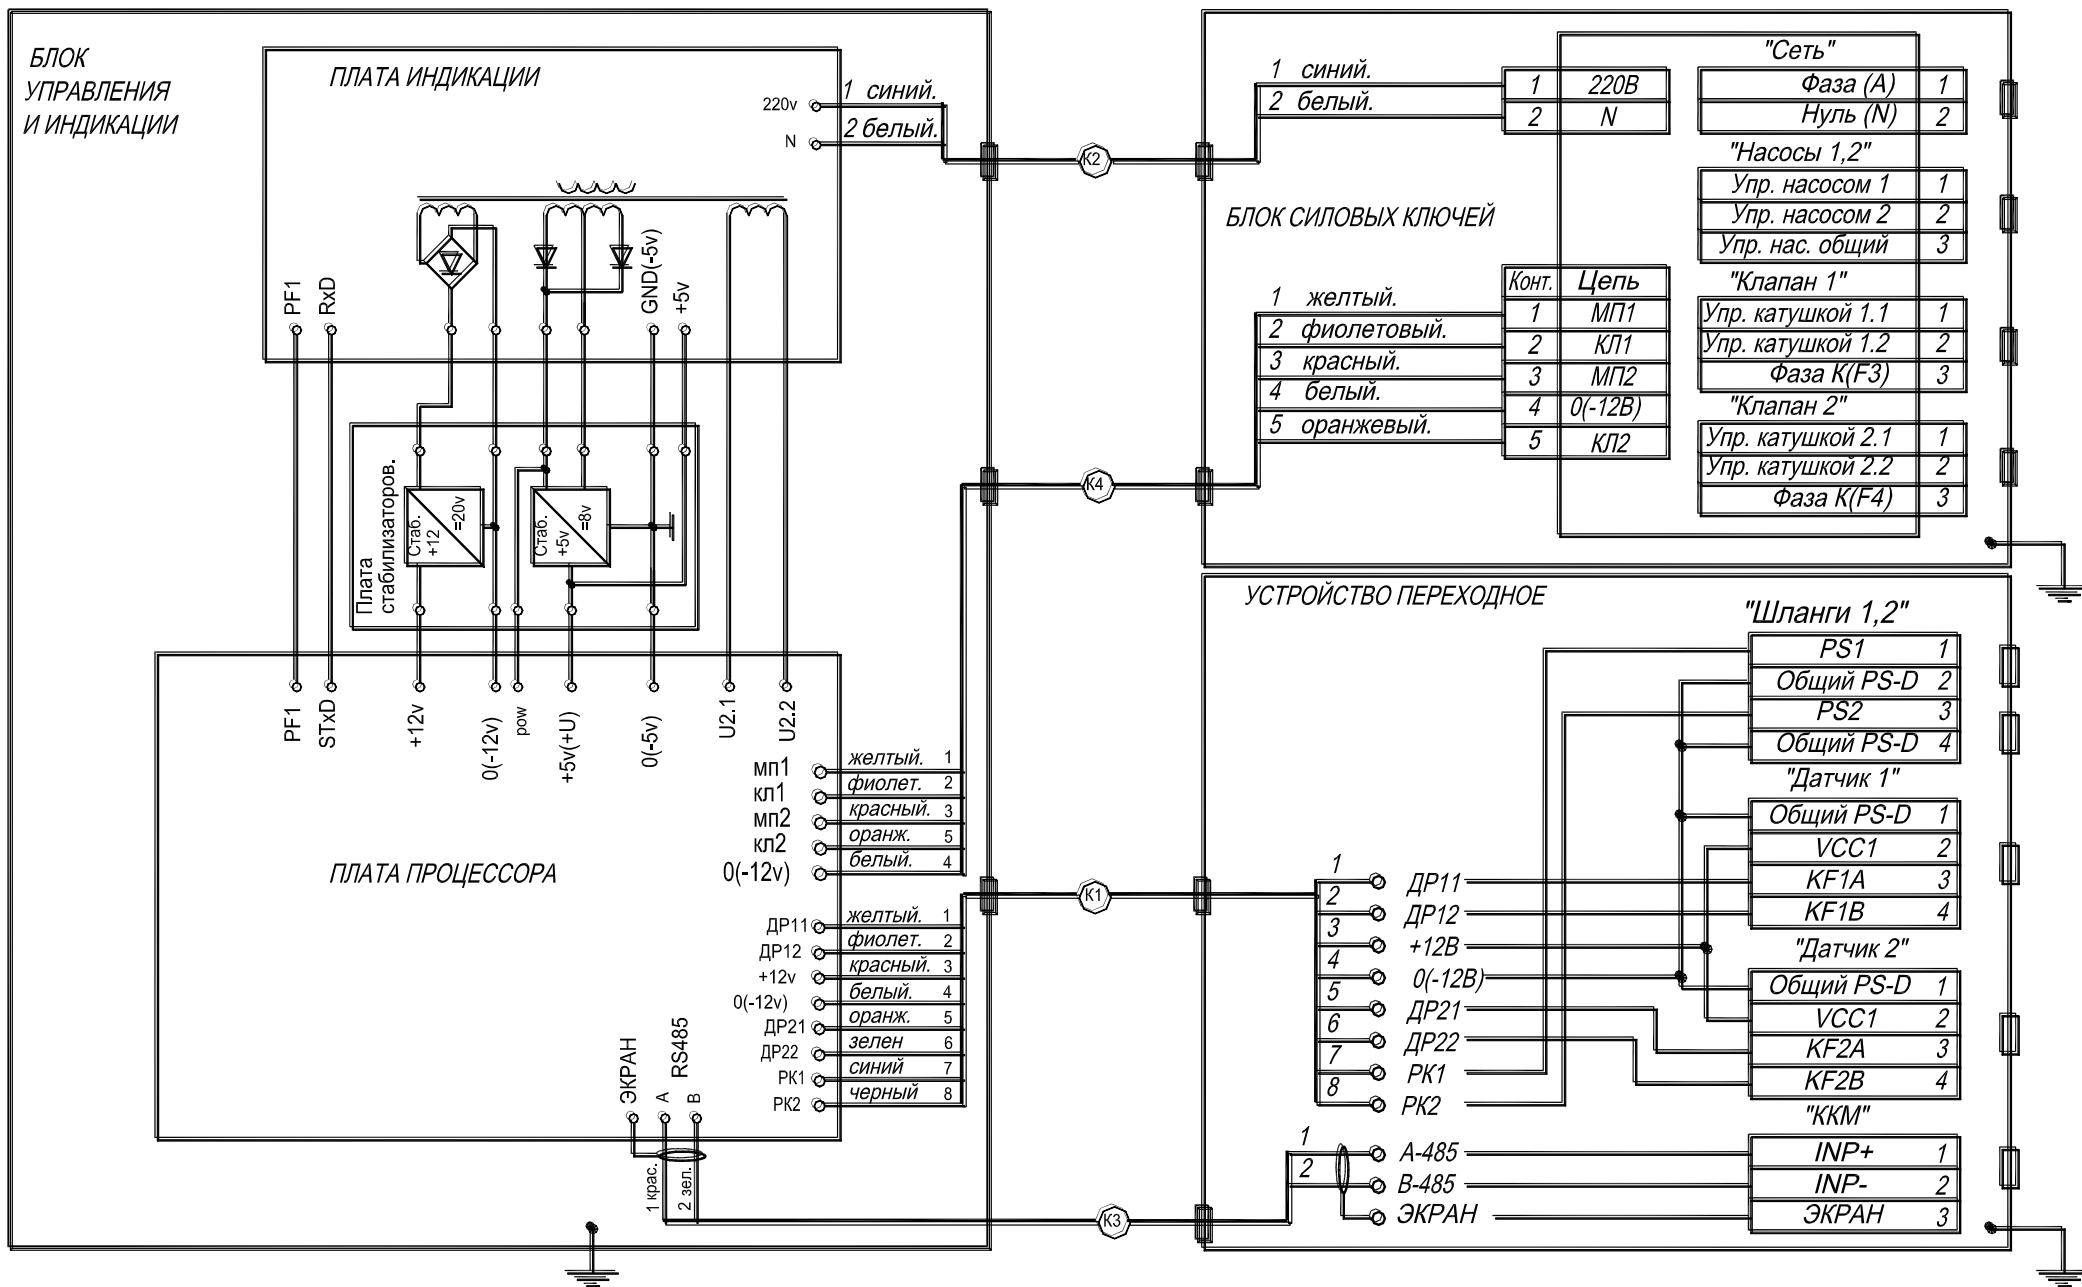 БЛОК
УПРАВЛЕНИЯ
И ИНДИКАЦИИ
ПЛАТА ИНДИКАЦИИ
220v
1 синий.
N
2 белый.
PF1
RxD
GND(-5v)
+5v
Плата
стабилизаторов.
Стаб.
+12
=20v
Стаб.
+5v
=8v
PF1
STxD
+12v
0(-12v)
pow
+5v(+U)
0(-5v)
U2.1
U2.2
ПЛАТА ПРОЦЕССОРА
мп1 желтый. 1
кл1 фиолет. 2
мп2 красный. 3
кл2 оранж. 5
0(-12v) белый. 4
ДР11 желтый. 1
ДР12 фиолет. 2
+12v красный. 3
0(-12v) белый. 4
ДР21 оранж. 5
ДР22 зелен 6
РК1 синий 7
РК2 черный 8
ЭКРАН
A
B
RS485
1 крас.
2 зел.
К2
К4
К1
К3
БЛОК СИЛОВЫХ КЛЮЧЕЙ
1 синий.
2 белый.
1 220В
2 N
1 желтый.
2 фиолетовый.
3 красный.
4 белый.
5 оранжевый.
Конт. Цепь
1 МП1
2 КЛ1
3 МП2
4 0(-12В)
5 КЛ2
"Сеть"
Фаза (А) 1
Нуль (N) 2
"Насосы 1,2"
Упр. насосом 1 1
Упр. насосом 2 2
Упр. нас. общий 3
"Клапан 1"
Упр. катушкой 1.1 1
Упр. катушкой 1.2 2
Фаза К(F3) 3
"Клапан 2"
Упр. катушкой 2.1 1
Упр. катушкой 2.2 2
Фаза К(F4) 3
УСТРОЙСТВО ПЕРЕХОДНОЕ
1 ДР11
2 ДР12
3 +12В
4 0(-12В)
5 ДР21
6 ДР22
7 РК1
8 РК2
1 А-485
2 В-485
ЭКРАН
"Шланги 1,2"
PS1 1
Общий PS-D 2
PS2 3
Общий PS-D 4
"Датчик 1"
Общий PS-D 1
VCC1 2
KF1A 3
KF1B 4
"Датчик 2"
Общий PS-D 1
VCC1 2
KF2A 3
KF2B 4
"ККМ"
INP+ 1
INP- 2
ЭКРАН 3